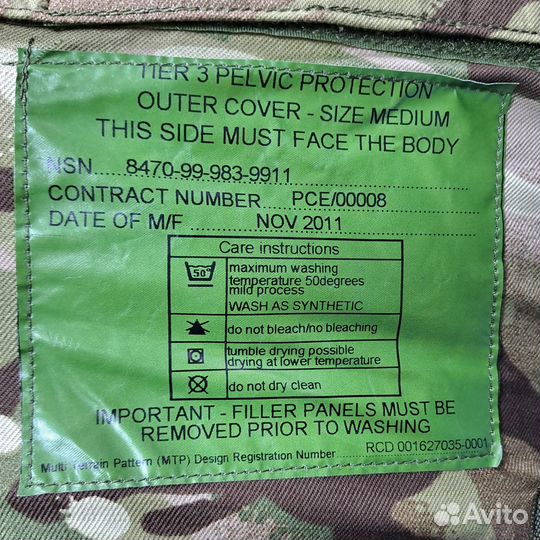 TIER 3 PELVIC PROTECTION
OUTER COVER - SIZE MEDIUM
THIS SIDE MUST FACE THE BODY
NSN 8470-99-983-9911
CONTRACT NUMBER PCE/00008
DATE OF M/F NOV 2011
Care instructions
50°
maximum washing
temperature 50degrees
mild process
WASH AS SYNTHETIC
do not bleach/no bleaching
tumble drying possible
drying at lower temperature
do not dry clean
IMPORTANT - FILLER PANELS MUST BE
REMOVED PRIOR TO WASHING
Multi Terrain Pattern (MTP) Design Registration Number RCD 001627035-0001
Avito